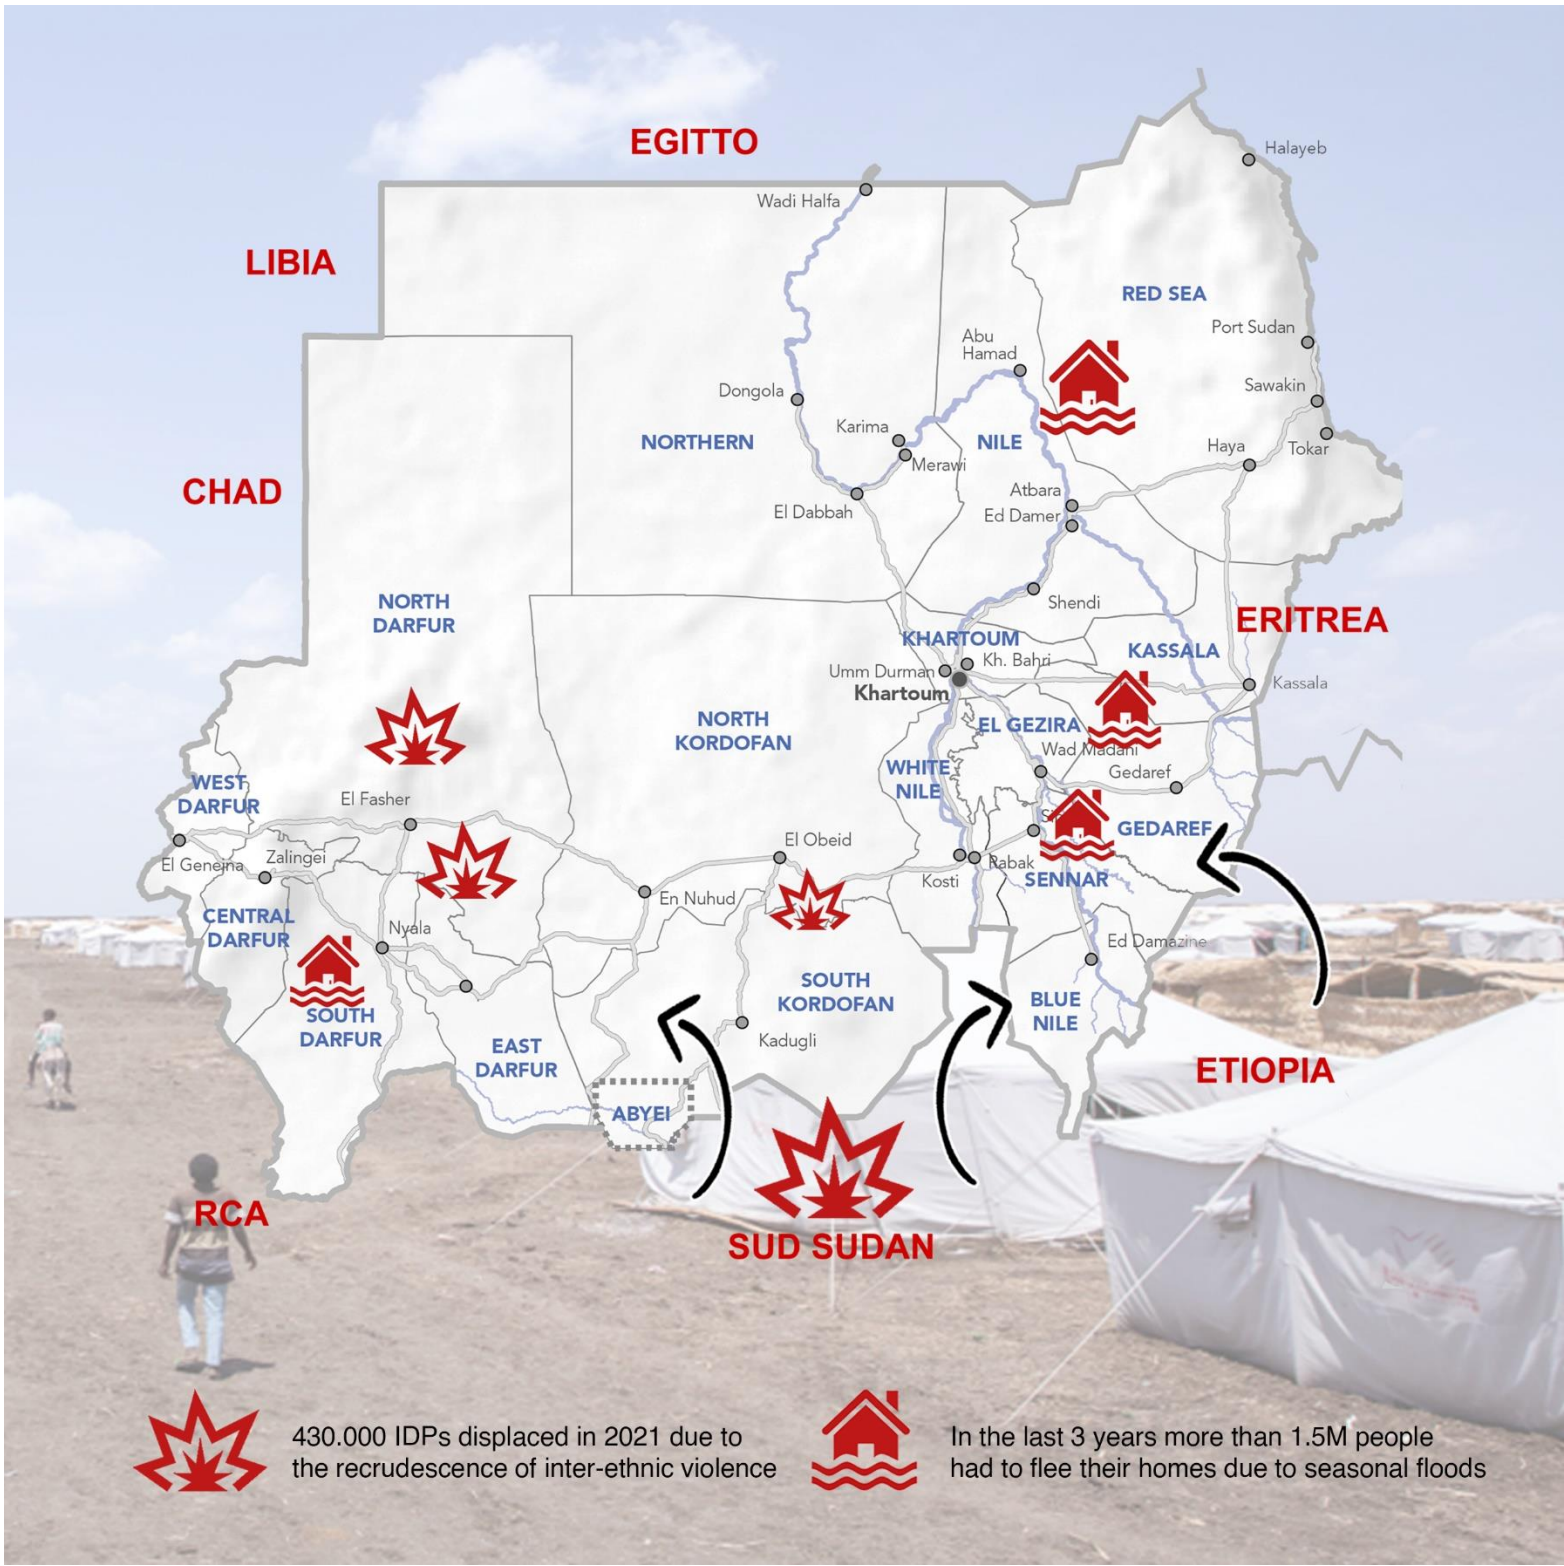 EGITTO
Halayeb
Wadi Halfa
LIBIA
RED SEA
Port Sudan
Abu
Hamad
Sawakin
Dongola
Karima
NORTHERN
NILE
Haya
Tokar
Merawi
CHAD
Atbara
El Dabbah
Ed Damer
NORTH
DARFUR
Shendi
ERITREA
KHARTOUM
KASSALA
Kh. Bahri
Umm Durman
Khartoum
Kassala
NORTH
KORDOFAN
EL GEZIRA
Wad Madani
WHITE
NILE
Gedaref
WEST
DARFUR
El Fasher
GEDAREF
El Obeid
El Geneina
Zalingei
Rabak
Kosti
SENNAR
En Nuhud
CENTRAL
DARFUR
Nyala
Ed Damazine
SOUTH
KORDOFAN
BLUE
NILE
SOUTH
DARFUR
Kadugli
EAST
DARFUR
ETIOPIA
ABYEI
RCA
SUD SUDAN
430.000 IDPs displaced in 2021 due to
the recrudescence of inter-ethnic violence
In the last 3 years more than 1.5M people
had to flee their homes due to seasonal floods